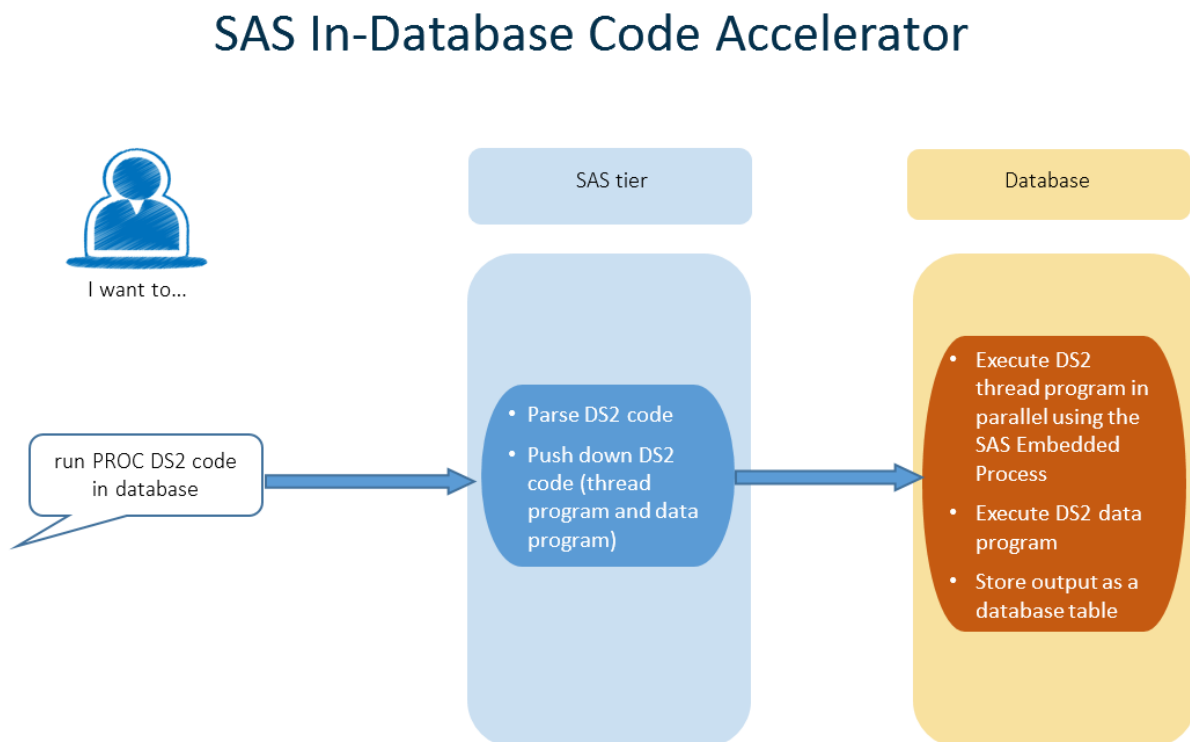 SAS In-Database Code Accelerator
SAS tier
Database
I want to...
run PROC DS2 code
in database
• Parse DS2 code
• Push down DS2
code (thread
program and data
program)
• Execute DS2
thread program in
parallel using the
SAS Embedded
Process
• Execute DS2 data
program
• Store output as a
database table